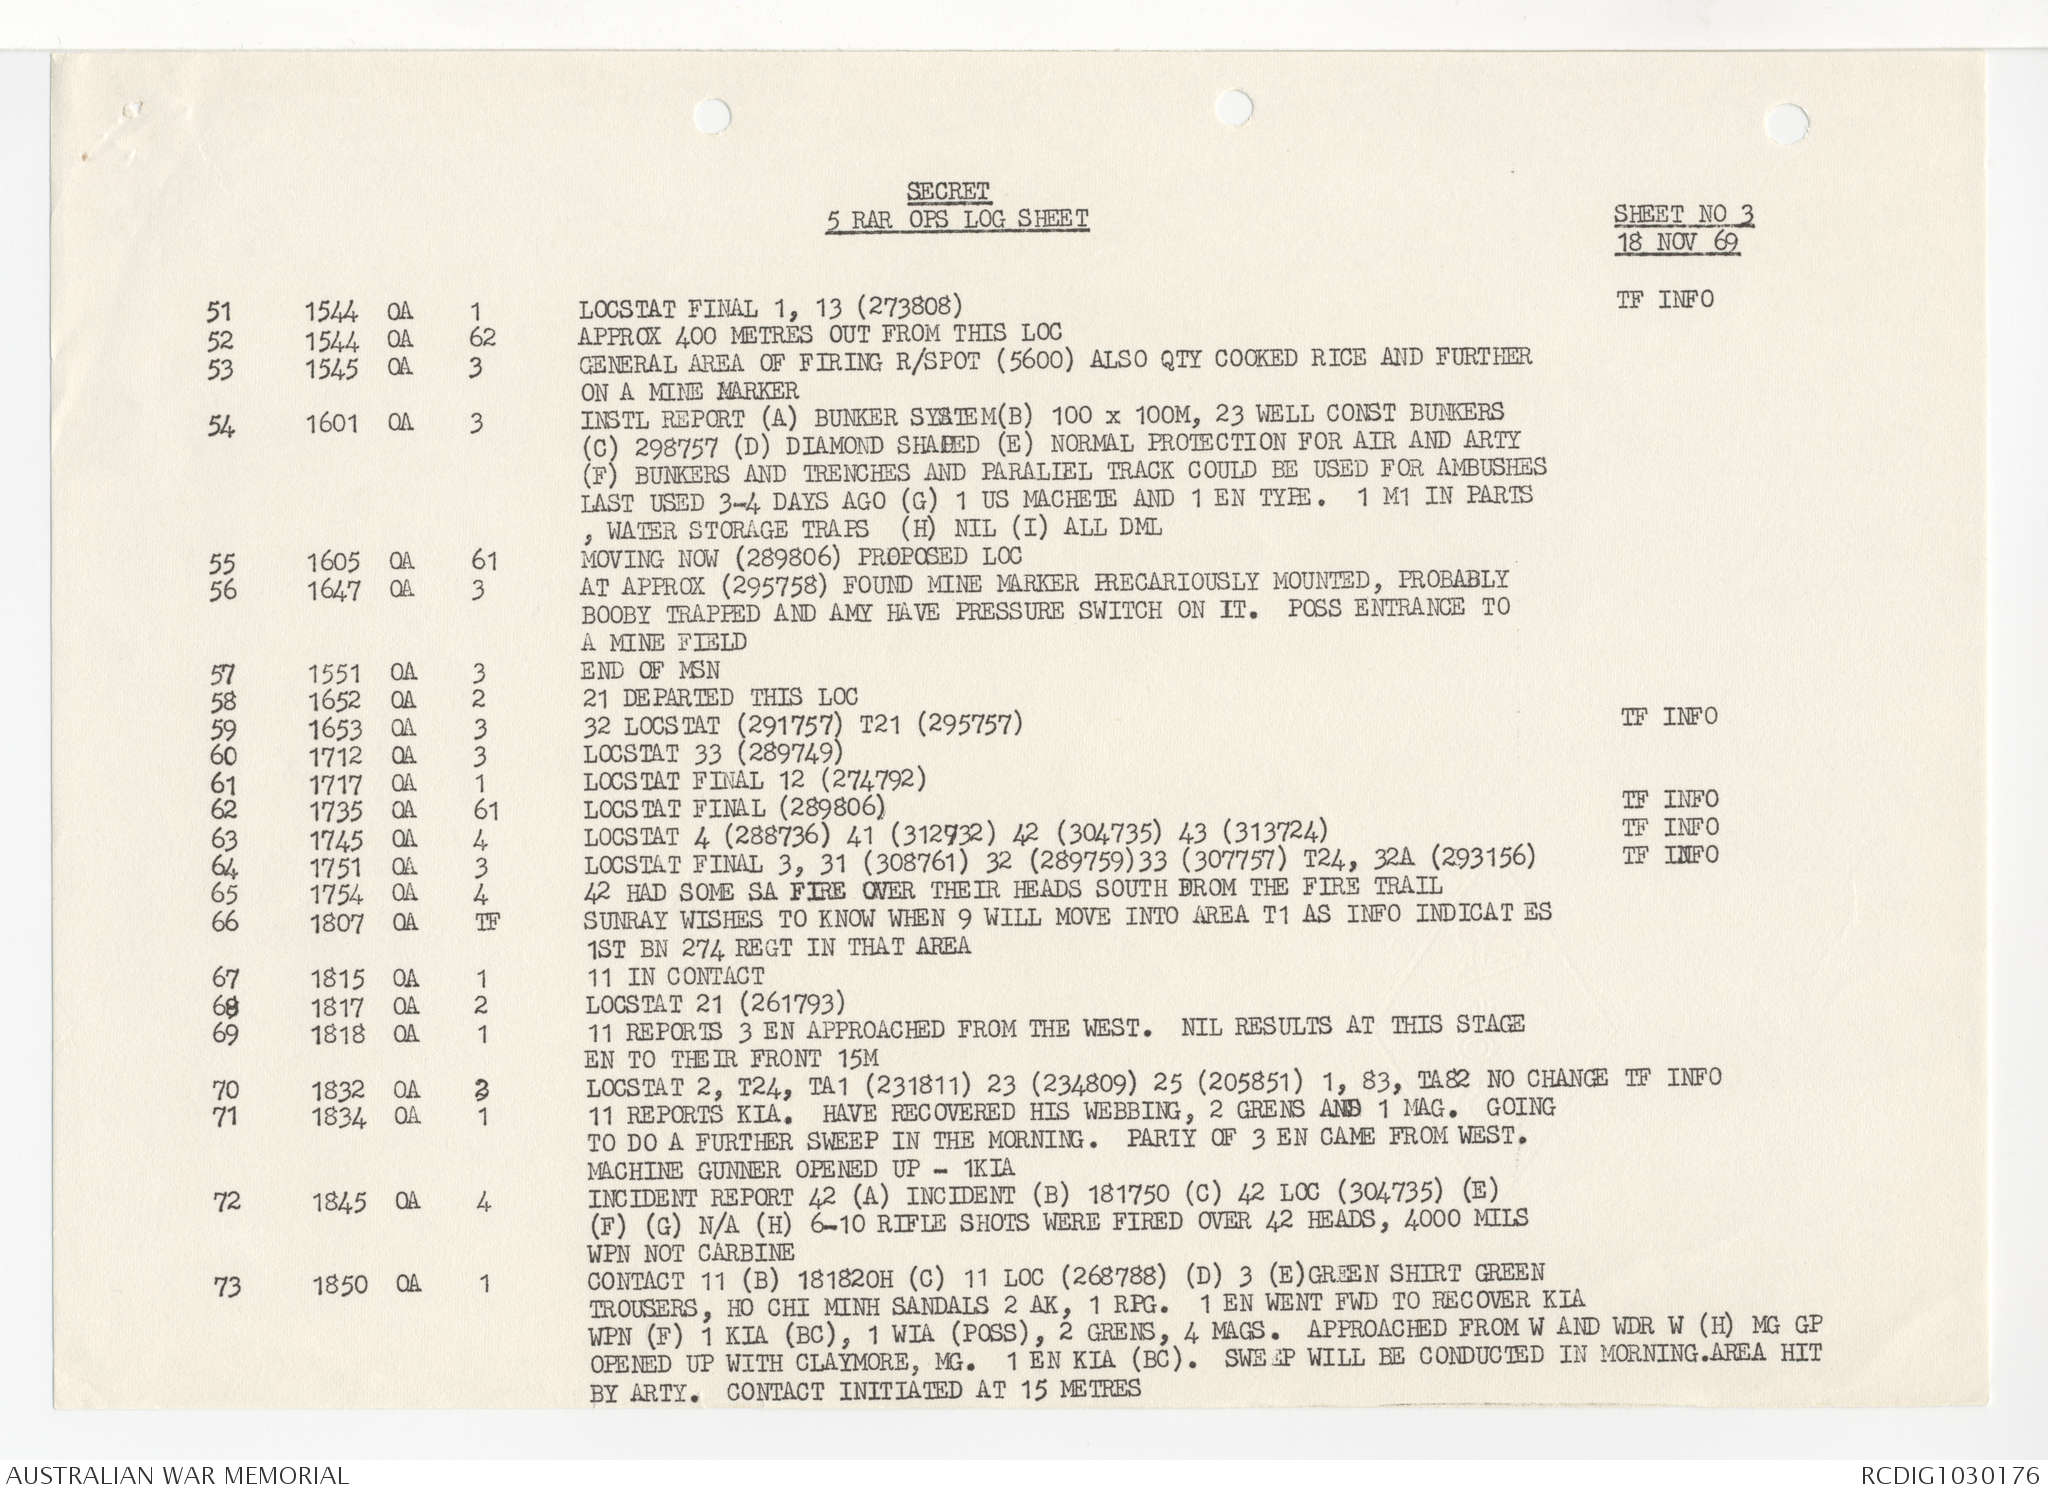 SECRET
5 RAR OPS LOG SHEET
SHEET NO 3
18 NOV 69
51 1544 OA 1 LOCSTAT FINAL 1, 13 (273808) TF INFO
52 1544 OA 62 APPROX 400 METRES OUT FROM THIS LOC
53 1545 OA 3 GENERAL AREA OF FIRING R/SPOT (5600) ALSO QTY COOKED RICE AND FURTHER
ON A MINE MARKER
54 1601 OA 3 INSTL REPORT (A) BUNKER SYSTEM(B) 100 x 100M, 23 WELL CONST BUNKERS
(C) 298757 (D) DIAMOND SHAPED (E) NORMAL PROTECTION FOR AIR AND ARTY
(F) BUNKERS AND TRENCHES AND PARALIEL TRACK COULD BE USED FOR AMBUSHES
LAST USED 3-4 DAYS AGO (G) 1 US MACHETE AND 1 EN TYPE. 1 M1 IN PARTS
, WATER STORAGE TRAPS (H) NIL (I) ALL DML
55 1605 OA 61 MOVING NOW (289806) PROPOSED LOC
56 1647 OA 3 AT APPROX (295758) FOUND MINE MARKER PRECARIOUSLY MOUNTED, PROBABLY
BOOBY TRAPPED AND AMY HAVE PRESSURE SWITCH ON IT. POSS ENTRANCE TO
A MINE FIELD
57 1551 OA 3 END OF MSN
58 1652 OA 2 21 DEPARTED THIS LOC
59 1653 OA 3 32 LOCSTAT (291757) T21 (295757) TF INFO
60 1712 OA 3 LOCSTAT 33 (289749)
61 1717 OA 1 LOCSTAT FINAL 12 (274792)
62 1735 OA 61 LOCSTAT FINAL (289806) TF INFO
63 1745 OA 4 LOCSTAT 4 (288736) 41 (312732) 42 (304735) 43 (313724) TF INFO
64 1751 OA 3 LOCSTAT FINAL 3, 31 (308761) 32 (289759)33 (307757) T24, 32A (293156) TF INFO
65 1754 OA 4 42 HAD SOME SA FIRE OVER THEIR HEADS SOUTH FROM THE FIRE TRAIL
66 1807 OA TF SUNRAY WISHES TO KNOW WHEN 9 WILL MOVE INTO AREA T1 AS INFO INDICAT ES
1ST BN 274 REGT IN THAT AREA
67 1815 OA 1 11 IN CONTACT
68 1817 OA 2 LOCSTAT 21 (261793)
69 1818 OA 1 11 REPORTS 3 EN APPROACHED FROM THE WEST. NIL RESULTS AT THIS STAGE
EN TO THEIR FRONT 15M
70 1832 OA 2 LOCSTAT 2, T24, TA1 (231811) 23 (234809) 25 (205851) 1, 83, TA82 NO CHANGE TF INFO
71 1834 OA 1 11 REPORTS KIA. HAVE RECOVERED HIS WEBBING, 2 GRENS AND 1 MAG. GOING
TO DO A FURTHER SWEEP IN THE MORNING. PARTY OF 3 EN CAME FROM WEST.
MACHINE GUNNER OPENED UP - 1KIA
72 1845 OA 4 INCIDENT REPORT 42 (A) INCIDENT (B) 181750 (C) 42 LOC (304735) (E)
(F) (G) N/A (H) 6-10 RIFLE SHOTS WERE FIRED OVER 42 HEADS, 4000 MILS
WPN NOT CARBINE
73 1850 OA 1 CONTACT 11 (B) 181820H (C) 11 LOC (268788) (D) 3 (E)GREEN SHIRT GREEN
TROUSERS, HO CHI MINH SANDALS 2 AK, 1 RPG. 1 EN WENT FWD TO RECOVER KIA
WPN (F) 1 KIA (BC), 1 WIA (POSS), 2 GRENS, 4 MAGS. APPROACHED FROM W AND WDR W (H) MG GP
OPENED UP WITH CLAYMORE, MG. 1 EN KIA (BC). SWEEP WILL BE CONDUCTED IN MORNING.AREA HIT
BY ARTY. CONTACT INITIATED AT 15 METRES
AUSTRALIAN WAR MEMORIAL
RCDIG1030176